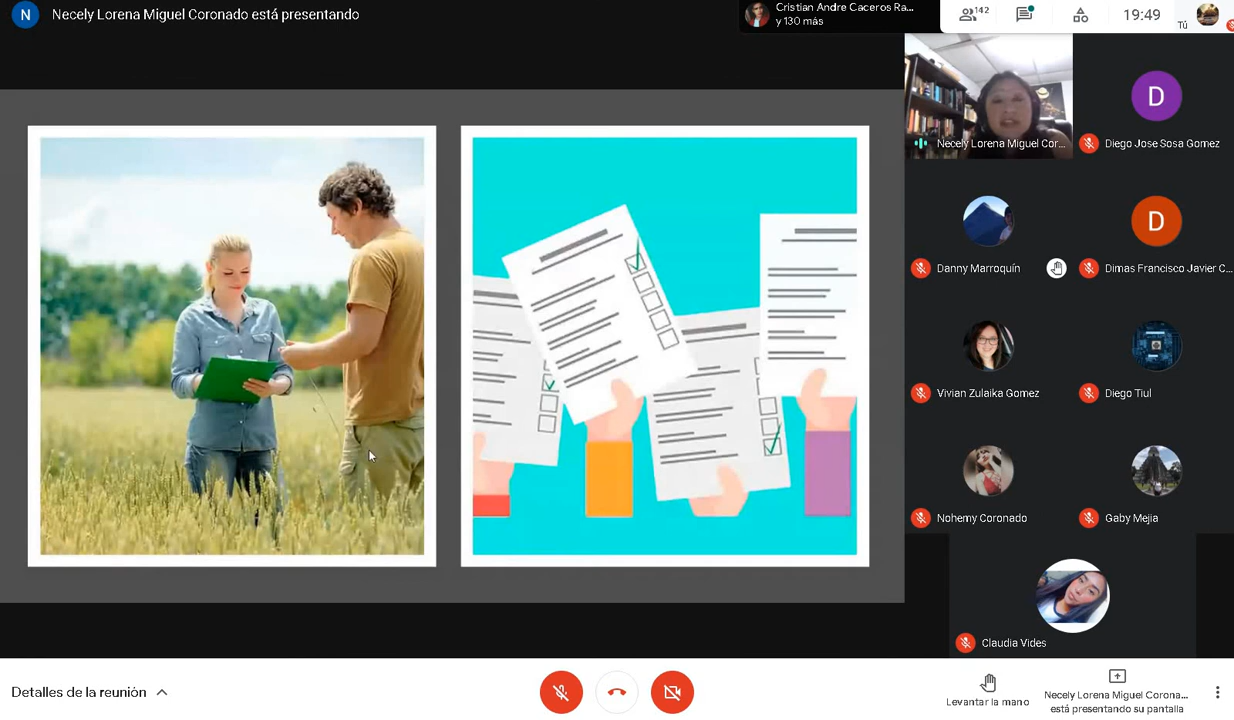 N
Necely Lorena Miguel Coronado está presentando
Cristian Andre Caceros Ra...
y 130 más
142
19:49
Tú
Necely Lorena Miguel Cor...
D
Diego Jose Sosa Gomez
Danny Marroquín
D
Dimas Francisco Javier C...
Vivian Zulaika Gomez
Diego Tiul
Nohemy Coronado
Gaby Mejia
Claudia Vides
Detalles de la reunión
Levantar la mano
Necely Lorena Miguel Corona...
está presentando su pantalla